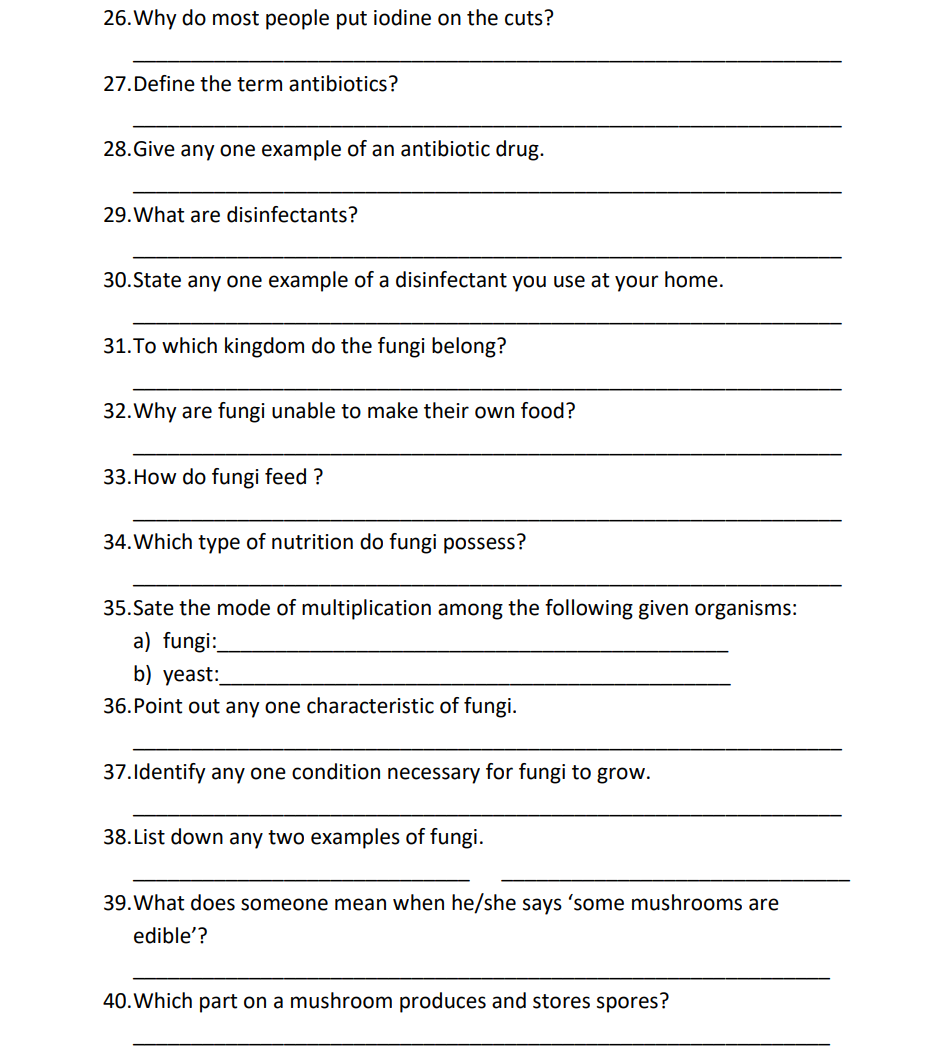 26.Why do most people put iodine on the cuts?
27.Define the term antibiotics?
28.Give any one example of an antibiotic drug.
29.What are disinfectants?
30.State any one example of a disinfectant you use at your home.
31.To which kingdom do the fungi belong?
32.Why are fungi unable to make their own food?
33.How do fungi feed ?
34.Which type of nutrition do fungi possess?
35.Sate the mode of multiplication among the following given organisms:
a) fungi:
b) yeast:
36.Point out any one characteristic of fungi.
37.Identify any one condition necessary for fungi to grow.
38.List down any two examples of fungi.
39.What does someone mean when he/she says ‘some mushrooms are
edible’?
40.Which part on a mushroom produces and stores spores?